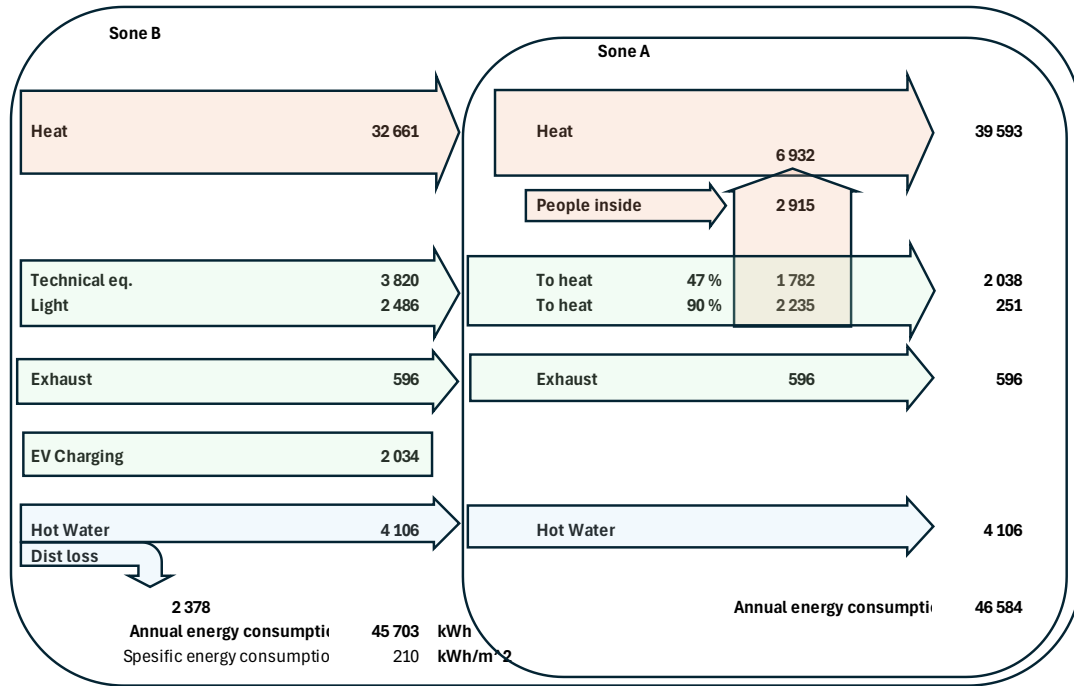 Sone B
Sone A
Heat 32 661 Heat 39 593
6 932
People inside 2 915
Technical eq. 3 820 To heat 47 % 1 782 2 038
Light 2 486 To heat 90 % 2 235 251
Exhaust 596 Exhaust 596 596
EV Charging 2 034
Hot Water 4 106 Hot Water 4 106
Dist loss
2 378 Annual energy consumpti 46 584
Annual energy consumpti 45 703 kWh
Spesific energy consumptio 210 kWh/m^2